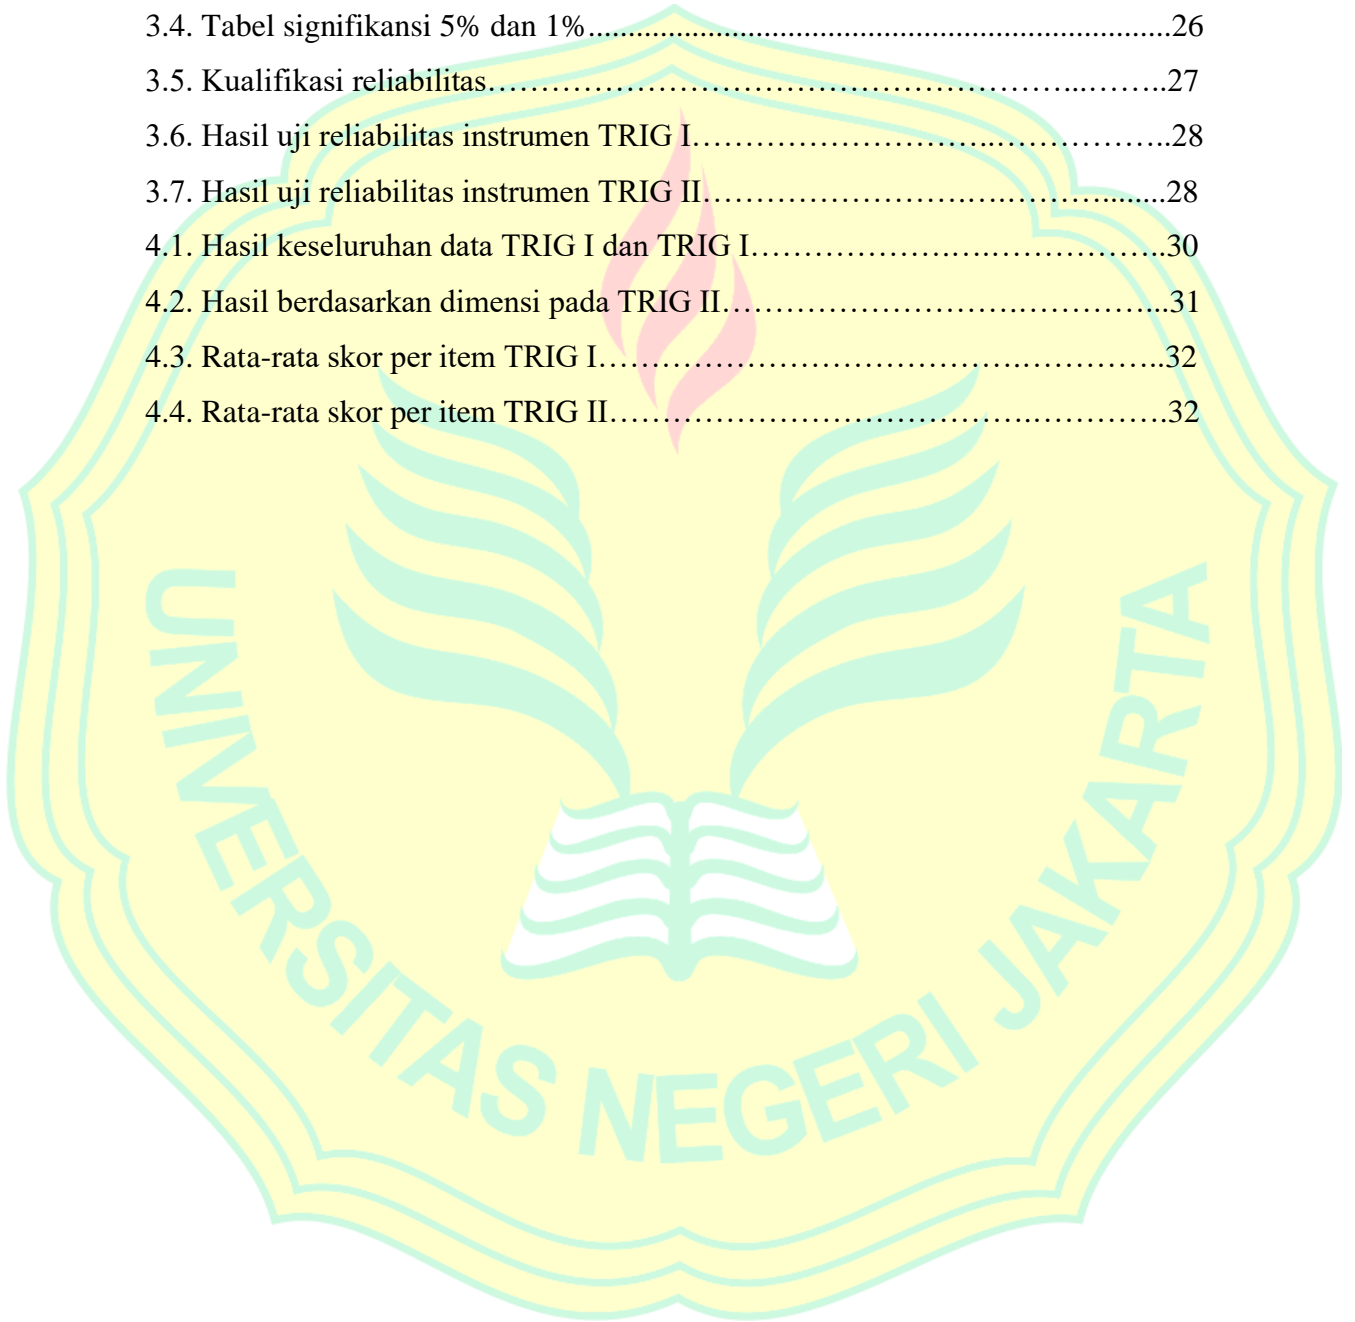 3.4. Tabel signifikansi 5% dan 1%..........................................................................26
3.5. Kualifikasi reliabilitas…………………………………………………………..……..27
3.6. Hasil uji reliabilitas instrumen TRIG I……………………………..……………..28
3.7. Hasil uji reliabilitas instrumen TRIG II……………………………….………........28
4.1. Hasil keseluruhan data TRIG I dan TRIG I…………………….……………………..30
4.2. Hasil berdasarkan dimensi pada TRIG II…………………………….…………....31
4.3. Rata-rata skor per item TRIG I……………………………………….……………..32
4.4. Rata-rata skor per item TRIG II……………………………………….…………….32
UNIVERSITAS NEGERI JAKARTA